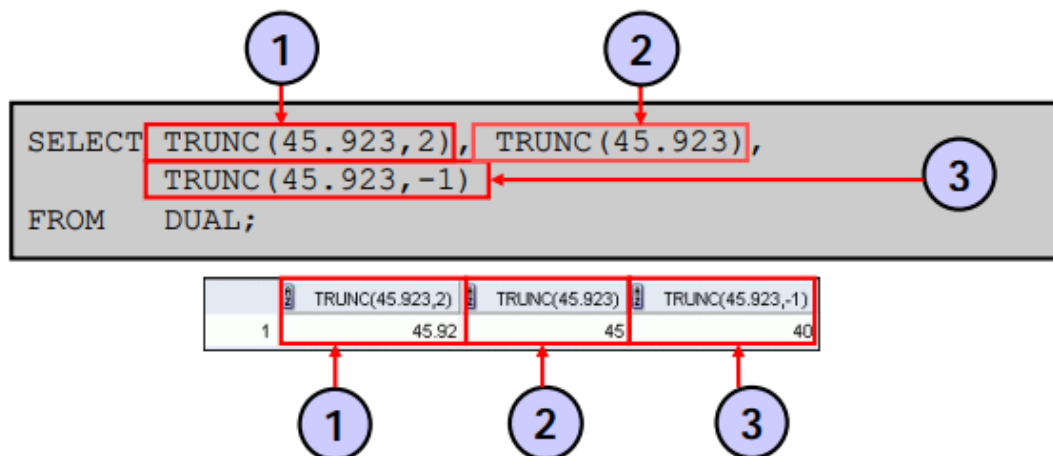 1 2
SELECT TRUNC(45.923,2), TRUNC(45.923),
TRUNC(45.923,-1) 3
FROM DUAL;
TRUNC(45.923,2) TRUNC(45.923) TRUNC(45.923,-1)
1 45.92 45 40
1 2 3